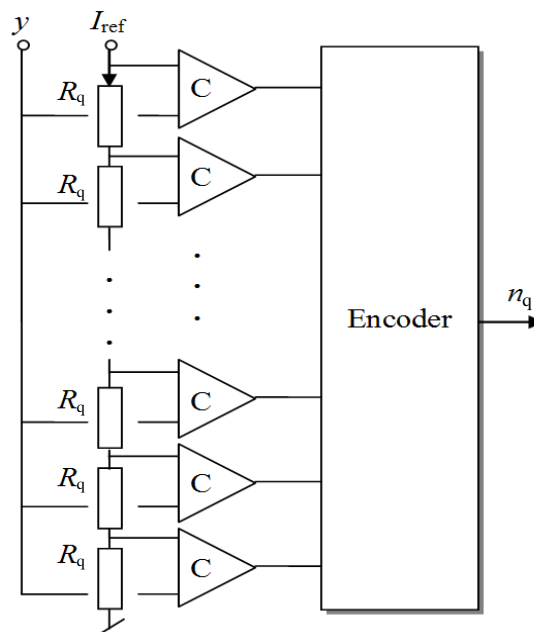 y I_ref
R_q C
R_q C
R_q C
Encoder n_q
R_q C
R_q C